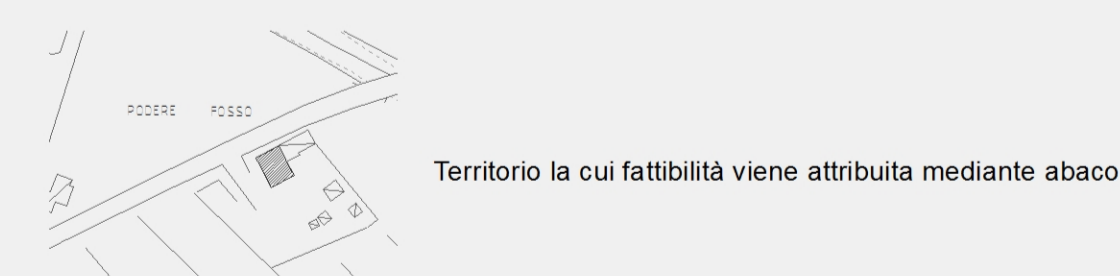 PODERE FOSSO
Territorio la cui fattibilità viene attribuita mediante abaco